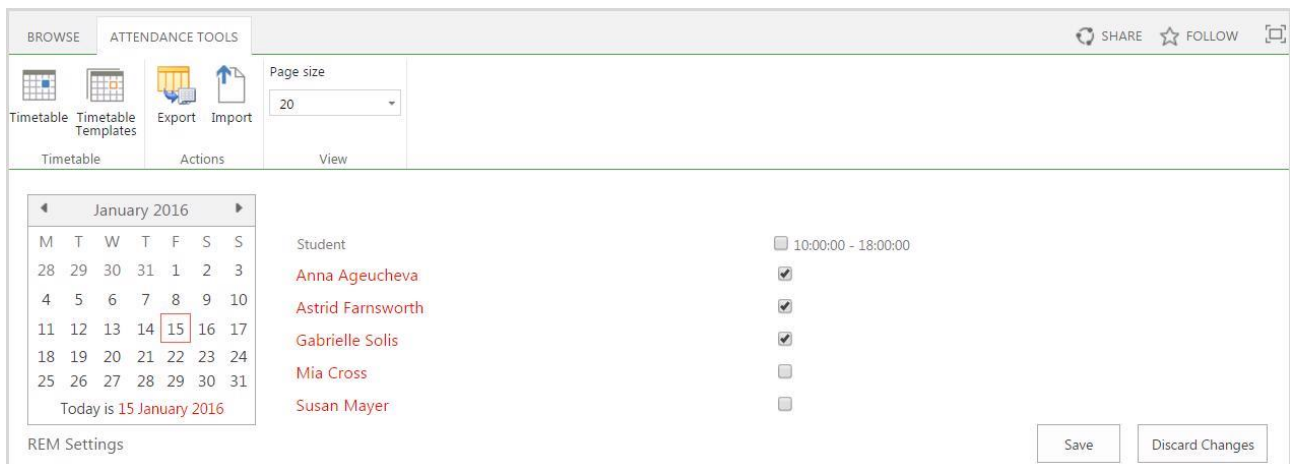 BROWSE ATTENDANCE TOOLS SHARE FOLLOW
Page size
20
Timetable Timetable Templates Export Import
Timetable Actions View
January 2016
M T W T F S S
28 29 30 31 1 2 3
4 5 6 7 8 9 10
11 12 13 14 15 16 17
18 19 20 21 22 23 24
25 26 27 28 29 30 31
Today is 15 January 2016
Student 10:00:00 - 18:00:00
Anna Ageucheva
Astrid Farnsworth
Gabrielle Solis
Mia Cross
Susan Mayer
REM Settings
Save Discard Changes